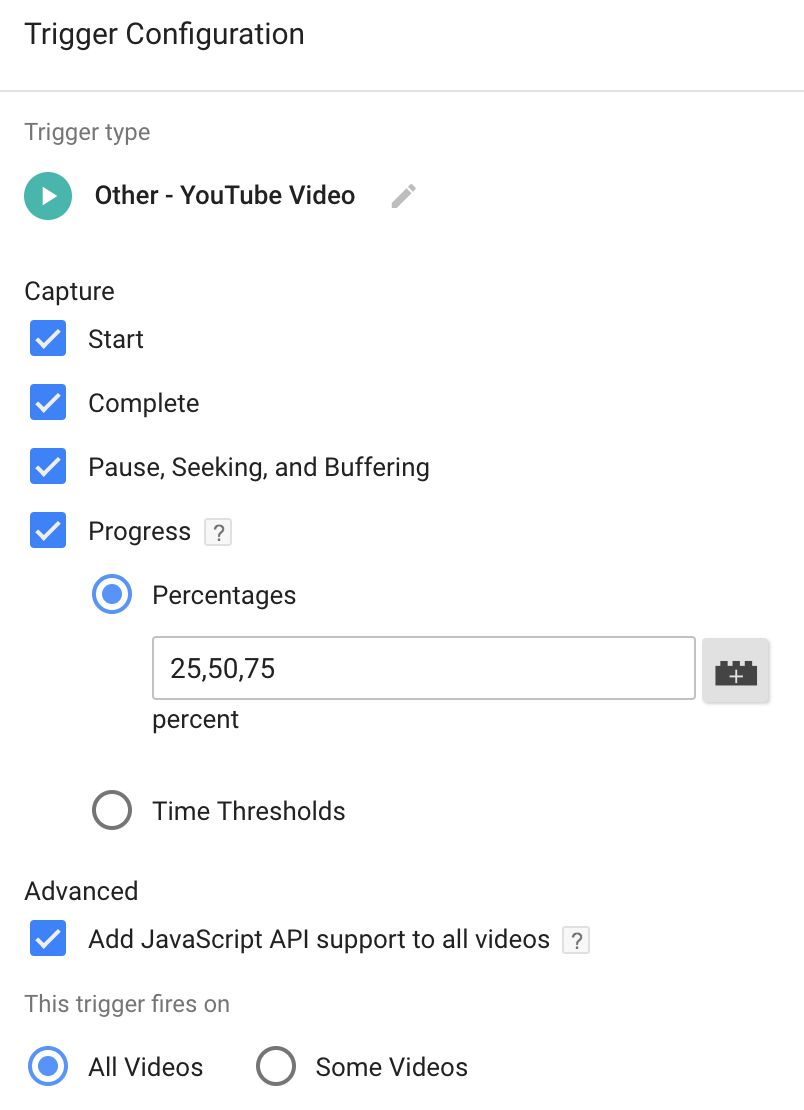 Trigger Configuration
Trigger type
Other - YouTube Video
Capture
Start
Complete
Pause, Seeking, and Buffering
Progress ?
Percentages
25,50,75
percent
Time Thresholds
Advanced
Add JavaScript API support to all videos ?
This trigger fires on
All Videos Some Videos